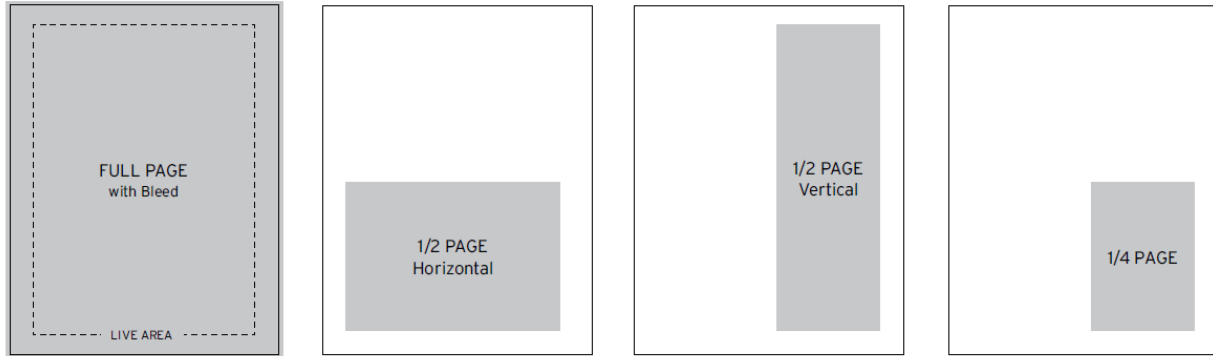 FULL PAGE
with Bleed
LIVE AREA
1/2 PAGE
Horizontal
1/2 PAGE
Vertical
1/4 PAGE